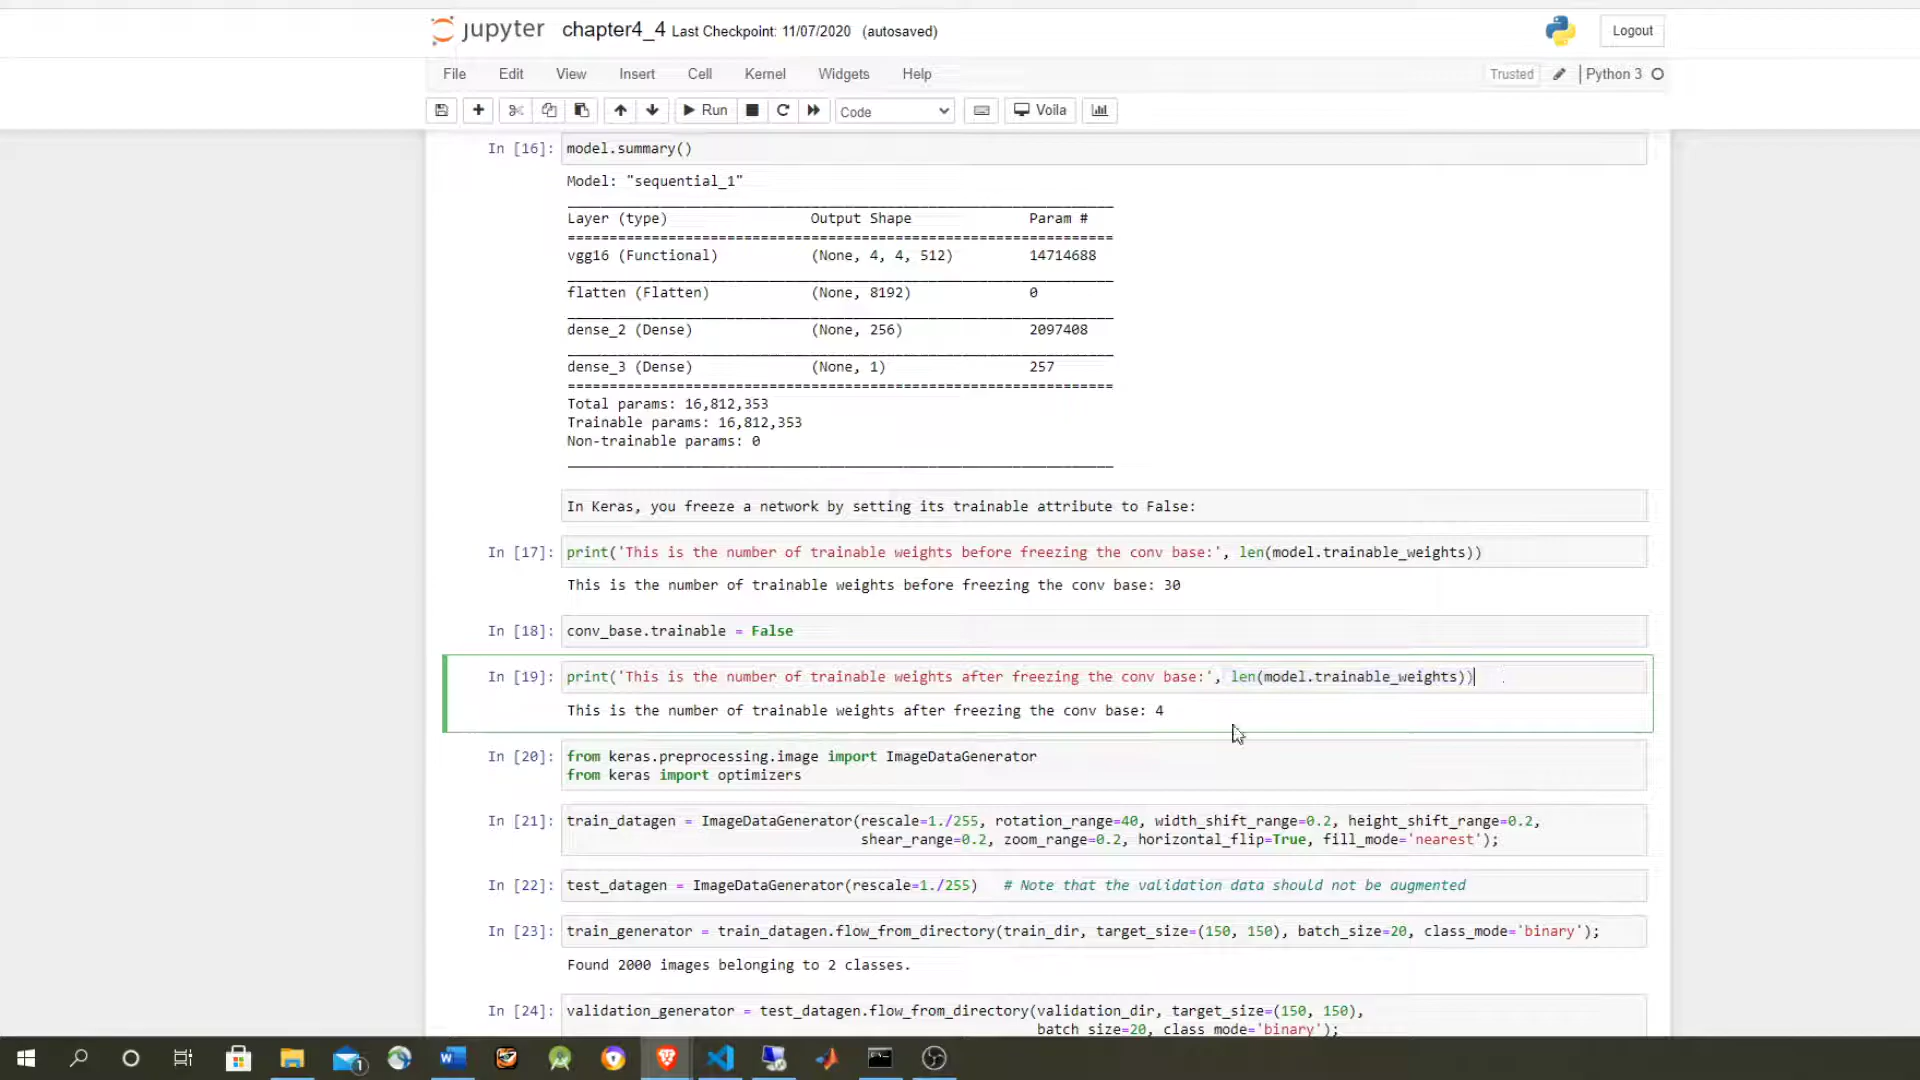 jupyter chapter4_4 Last Checkpoint: 11/07/2020 (autosaved)
Logout
File Edit View Insert Cell Kernel Widgets Help
Trusted Python 3
Run Code Voila
In [16]: model.summary()
Model: "sequential_1"
Layer (type) Output Shape Param #
=================================================================
vgg16 (Functional) (None, 4, 4, 512) 14714688
flatten (Flatten) (None, 8192) 0
dense_2 (Dense) (None, 256) 2097408
dense_3 (Dense) (None, 1) 257
=================================================================
Total params: 16,812,353
Trainable params: 16,812,353
Non-trainable params: 0
In Keras, you freeze a network by setting its trainable attribute to False:
In [17]: print('This is the number of trainable weights before freezing the conv base:', len(model.trainable_weights))
This is the number of trainable weights before freezing the conv base: 30
In [18]: conv_base.trainable = False
In [19]: print('This is the number of trainable weights after freezing the conv base:', len(model.trainable_weights))
This is the number of trainable weights after freezing the conv base: 4
In [20]: from keras.preprocessing.image import ImageDataGenerator
from keras import optimizers
In [21]: train_datagen = ImageDataGenerator(rescale=1./255, rotation_range=40, width_shift_range=0.2, height_shift_range=0.2,
shear_range=0.2, zoom_range=0.2, horizontal_flip=True, fill_mode='nearest');
In [22]: test_datagen = ImageDataGenerator(rescale=1./255) # Note that the validation data should not be augmented
In [23]: train_generator = train_datagen.flow_from_directory(train_dir, target_size=(150, 150), batch_size=20, class_mode='binary');
Found 2000 images belonging to 2 classes.
In [24]: validation_generator = test_datagen.flow_from_directory(validation_dir, target_size=(150, 150),
batch_size=20, class_mode='binary');
1